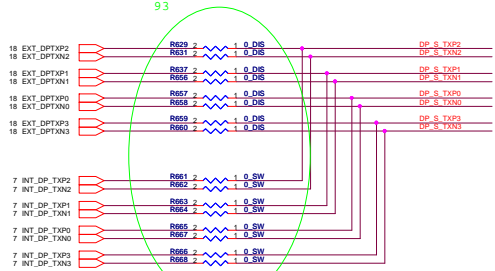 93
18 EXT_DPTXP2 R629 2 1 0_DIS DP_S_TXP2
18 EXT_DPTXN2 R631 2 1 0_DIS DP_S_TXN2
18 EXT_DPTXP1 R637 2 1 0_DIS DP_S_TXP1
18 EXT_DPTXN1 R656 2 1 0_DIS DP_S_TXN1
18 EXT_DPTXP0 R657 2 1 0_DIS DP_S_TXP0
18 EXT_DPTXN0 R658 2 1 0_DIS DP_S_TXN0
18 EXT_DPTXP3 R659 2 1 0_DIS DP_S_TXP3
18 EXT_DPTXN3 R660 2 1 0_DIS DP_S_TXN3
7 INT_DP_TXP2 R661 2 1 0_SW
7 INT_DP_TXN2 R662 2 1 0_SW
7 INT_DP_TXP1 R663 2 1 0_SW
7 INT_DP_TXN1 R664 2 1 0_SW
7 INT_DP_TXP0 R665 2 1 0_SW
7 INT_DP_TXN0 R667 2 1 0_SW
7 INT_DP_TXP3 R666 2 1 0_SW
7 INT_DP_TXN3 R668 2 1 0_SW